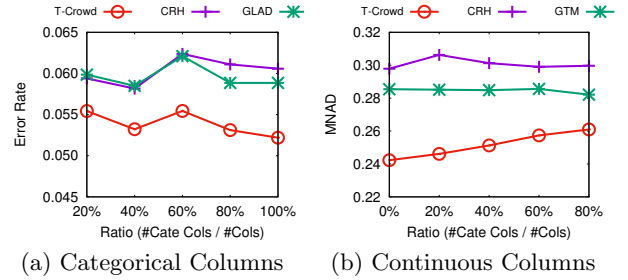 T-Crowd CRH GLAD
0.065
0.060
0.055
0.050
0.045
Error Rate
20% 40% 60% 80% 100%
Ratio (#Cate Cols / #Cols)
(a) Categorical Columns
T-Crowd CRH GTM
0.32
0.30
0.28
0.26
0.24
0.22
MNAD
0% 20% 40% 60% 80%
Ratio (#Cate Cols / #Cols)
(b) Continuous Columns